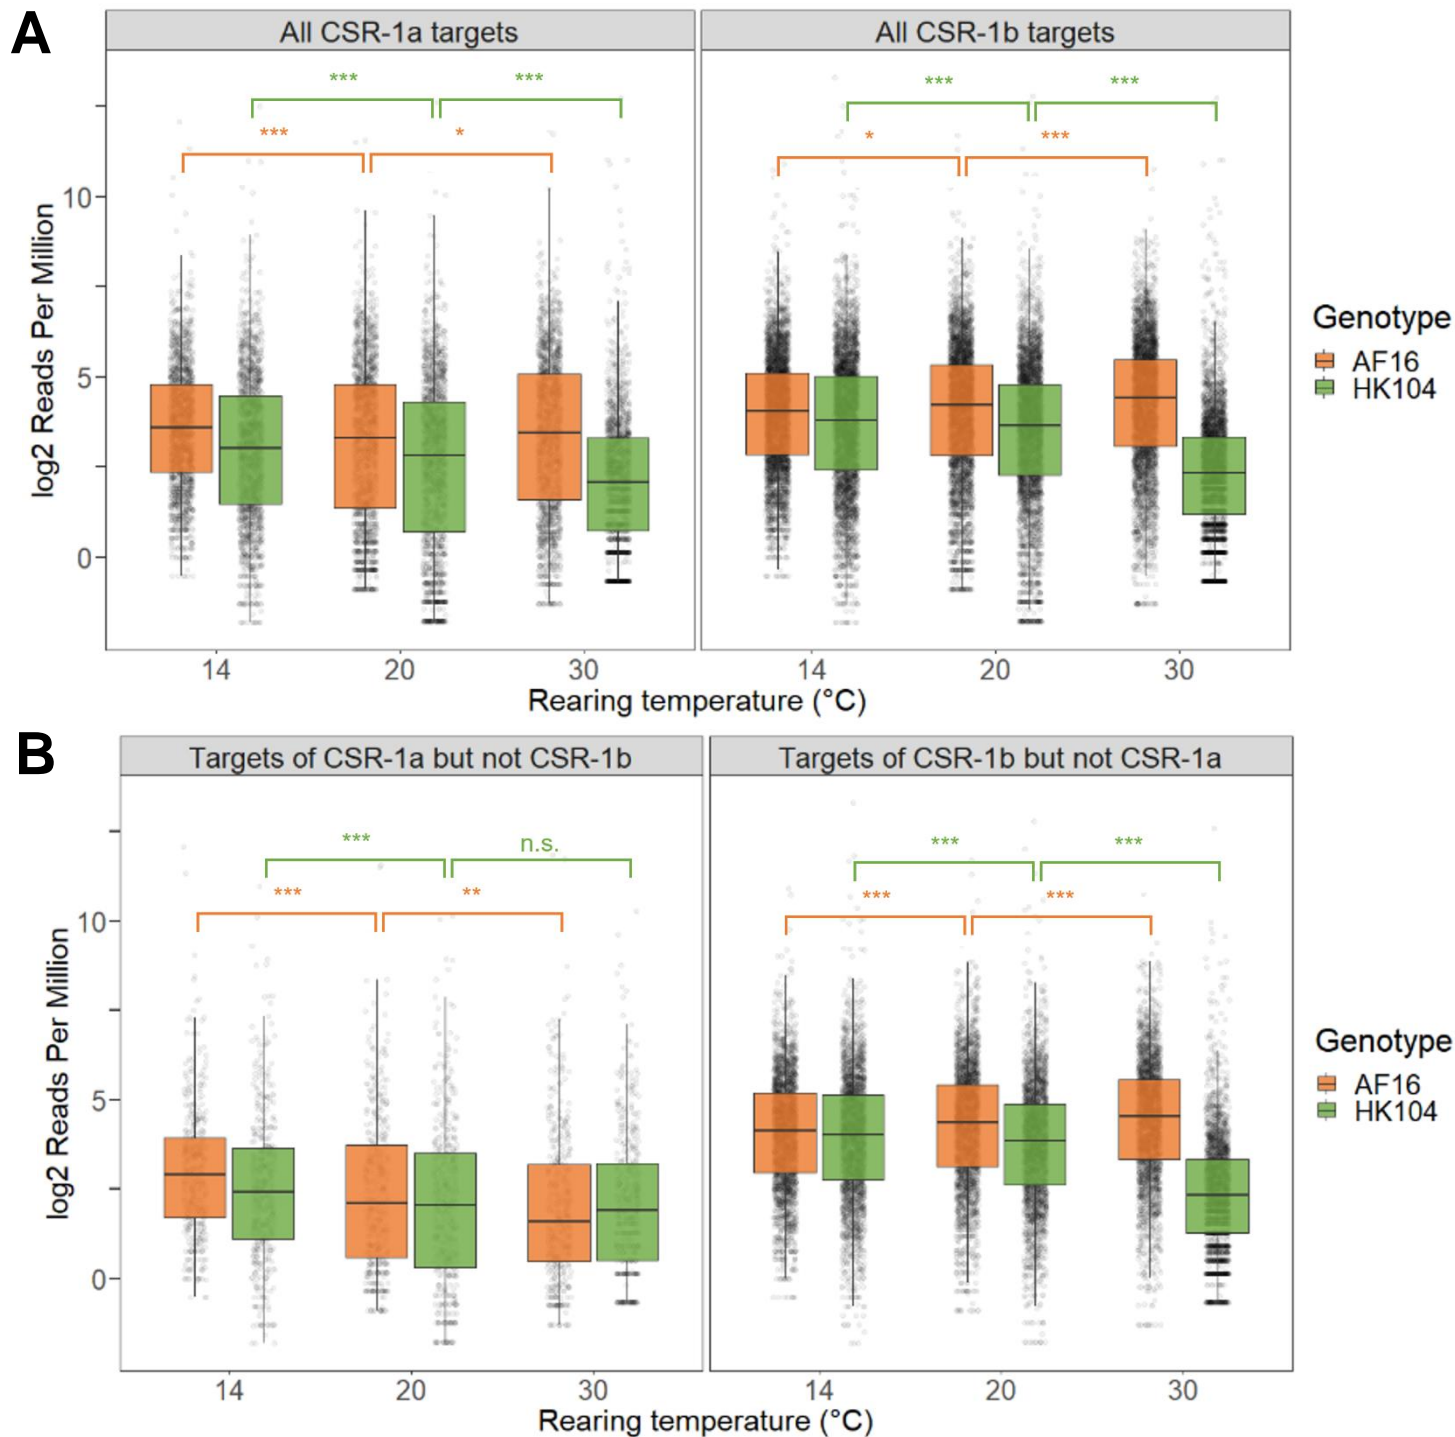 A
All CSR-1a targets
All CSR-1b targets
*** ***
*** *
*** ***
* ***
10
5
0
log2 Reads Per Million
14 20 30
14 20 30
Rearing temperature (°C)
Genotype
AF16
HK104
B
Targets of CSR-1a but not CSR-1b
Targets of CSR-1b but not CSR-1a
*** n.s.
*** **
*** ***
*** ***
10
5
0
log2 Reads Per Million
14 20 30
14 20 30
Rearing temperature (°C)
Genotype
AF16
HK104